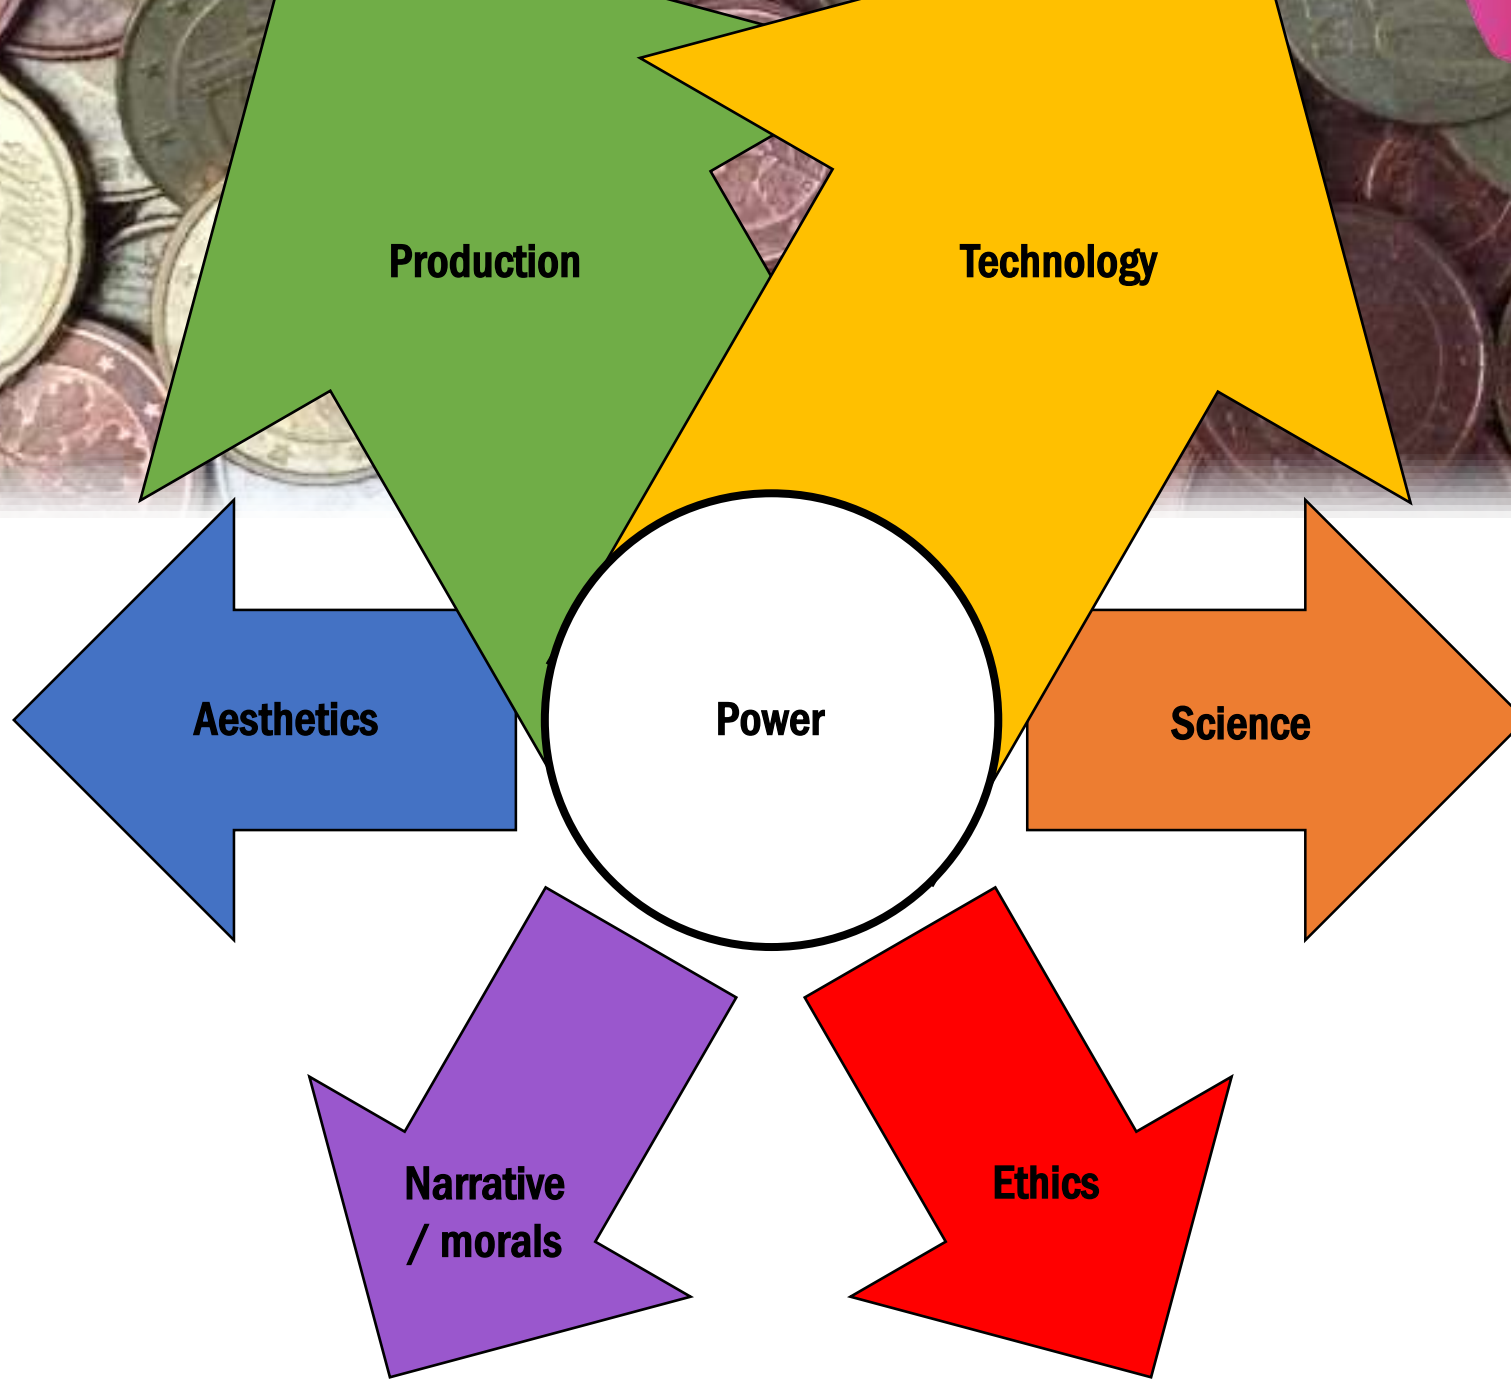 Production
Technology
Aesthetics
Power
Science
Narrative
/ morals
Ethics